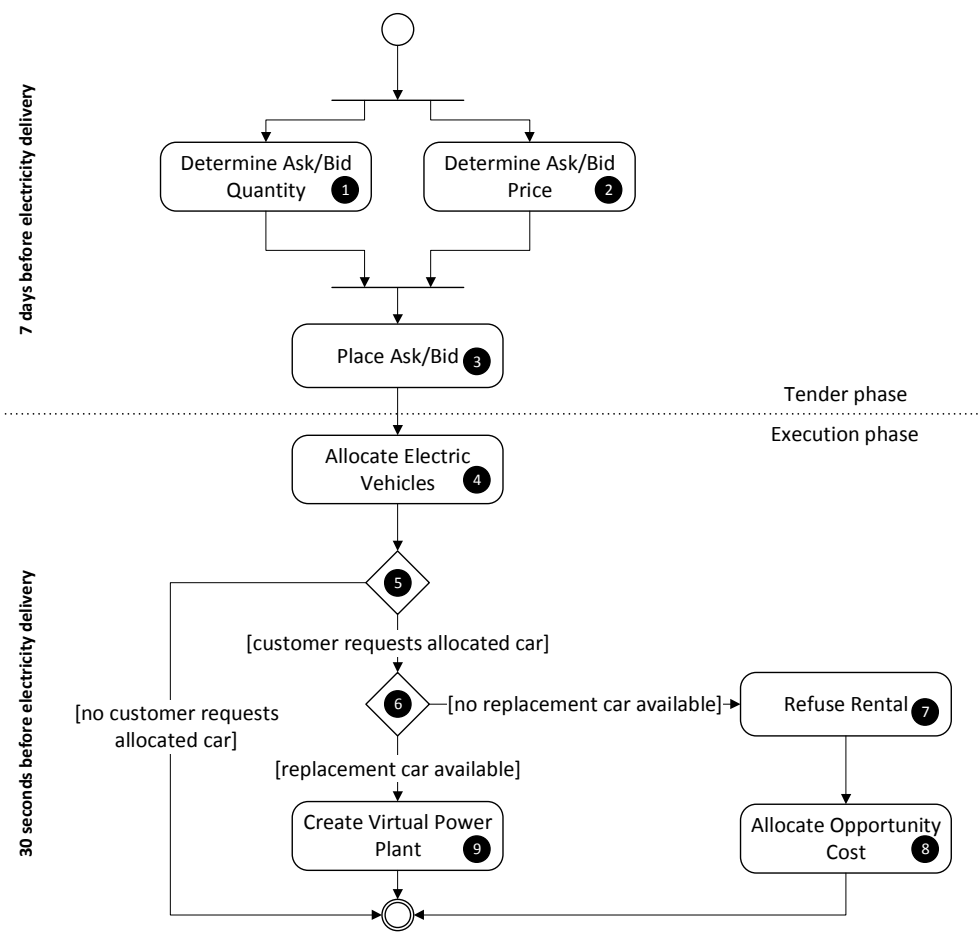 7 days before electricity delivery
Determine Ask/Bid
Quantity
1
Determine Ask/Bid
Price
2
Place Ask/Bid
3
Tender phase
Execution phase
30 seconds before electricity delivery
Allocate Electric
Vehicles
4
5
[customer requests allocated car]
[no customer requests
allocated car]
6
[no replacement car available]
Refuse Rental
7
[replacement car available]
Create Virtual Power
Plant
9
Allocate Opportunity
Cost
8